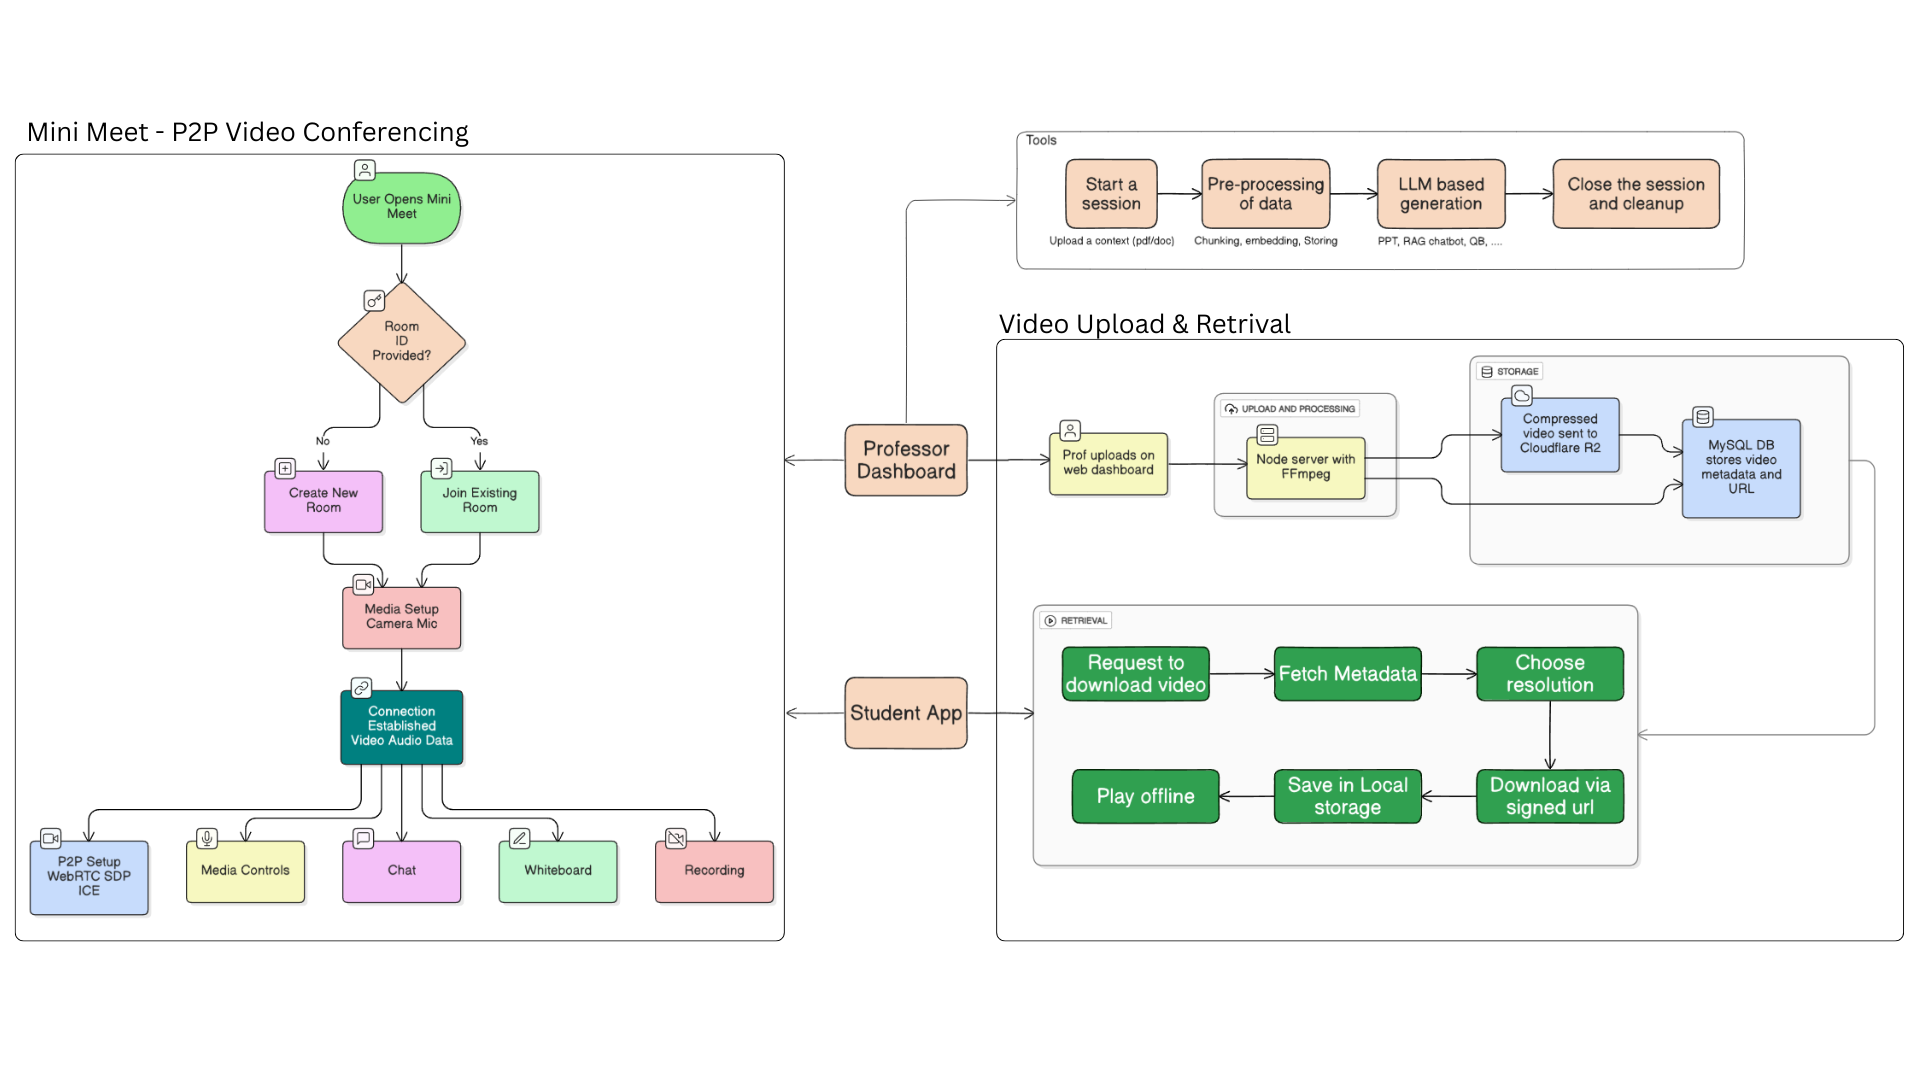 Mini Meet - P2P Video Conferencing
User Opens Mini
Meet
Room
ID
Provided?
No
Yes
Create New
Room
Join Existing
Room
Media Setup
Camera Mic
Connection
Established
Video Audio Data
P2P Setup
WebRTC SDP
ICE
Media Controls
Chat
Whiteboard
Recording
Professor
Dashboard
Student App
Tools
Start a
session
Upload a context (pdf/doc)
Pre-processing
of data
Chunking, embedding, Storing
LLM based
generation
PPT, RAG chatbot, QB, ....
Close the session
and cleanup
Video Upload & Retrival
Prof uploads on
web dashboard
UPLOAD AND PROCESSING
Node server with
FFmpeg
STORAGE
Compressed
video sent to
Cloudflare R2
MySQL DB
stores video
metadata and
URL
RETRIEVAL
Request to
download video
Fetch Metadata
Choose
resolution
Download via
signed url
Save in Local
storage
Play offline